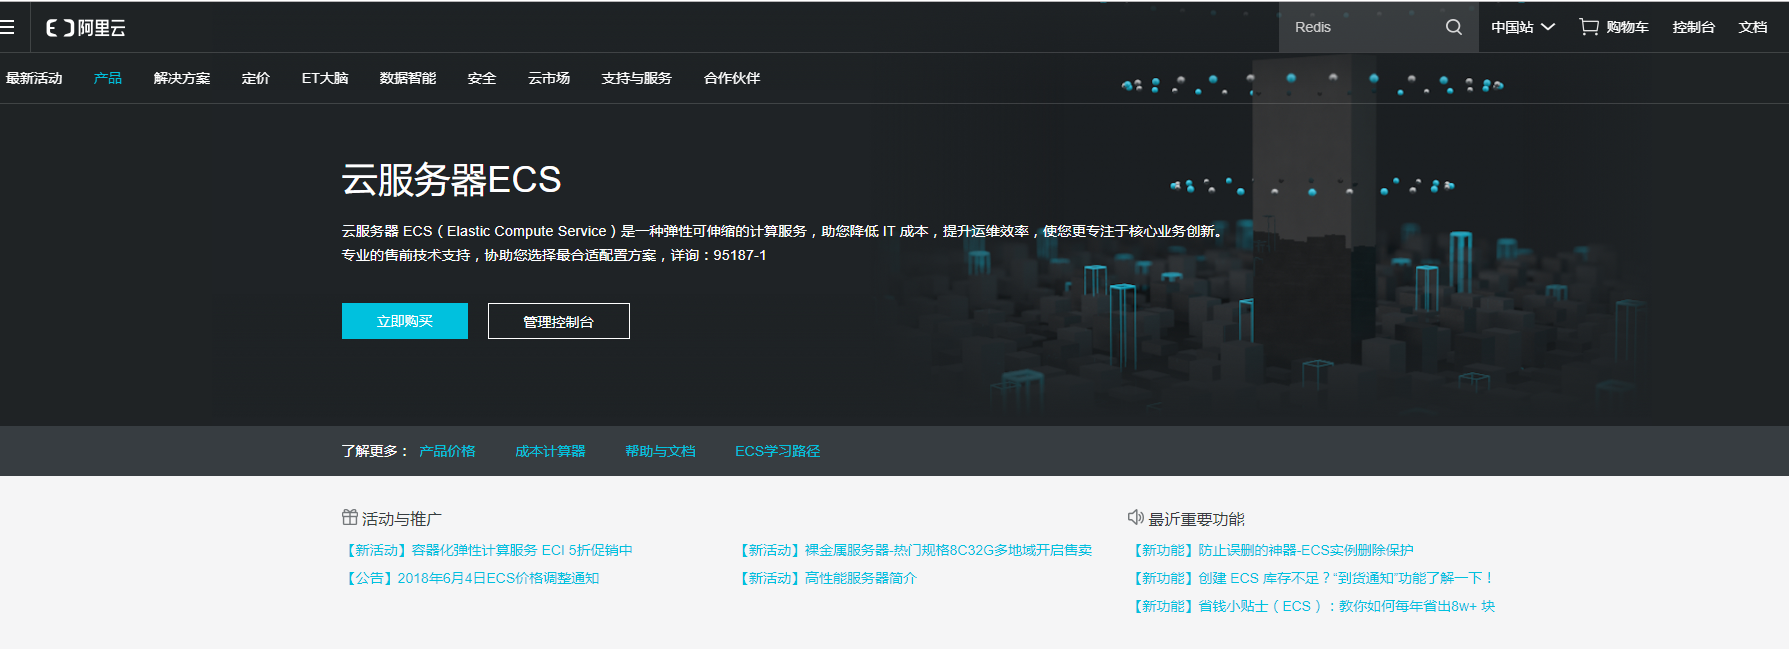 阿里云
Redis
中国站
购物车
控制台
文档
最新活动 产品 解决方案 定价 ET大脑 数据智能 安全 云市场 支持与服务 合作伙伴
云服务器ECS
云服务器 ECS（Elastic Compute Service）是一种弹性可伸缩的计算服务，助您降低 IT 成本，提升运维效率，使您更专注于核心业务创新。
专业的售前技术支持，协助您选择最合适配置方案，详询：95187-1
立即购买 管理控制台
了解更多： 产品价格 成本计算器 帮助与文档 ECS学习路径
活动与推广
【新活动】容器化弹性计算服务 ECI 5折促销中
【公告】2018年6月4日ECS价格调整通知
【新活动】裸金属服务器-热门规格8C32G多地域开启售卖
【新活动】高性能服务器简介
最近重要功能
【新功能】防止误删的神器-ECS实例删除保护
【新功能】创建 ECS 库存不足？“到货通知”功能了解一下！
【新功能】省钱小贴士（ECS）：教你如何每年省出8w+ 块